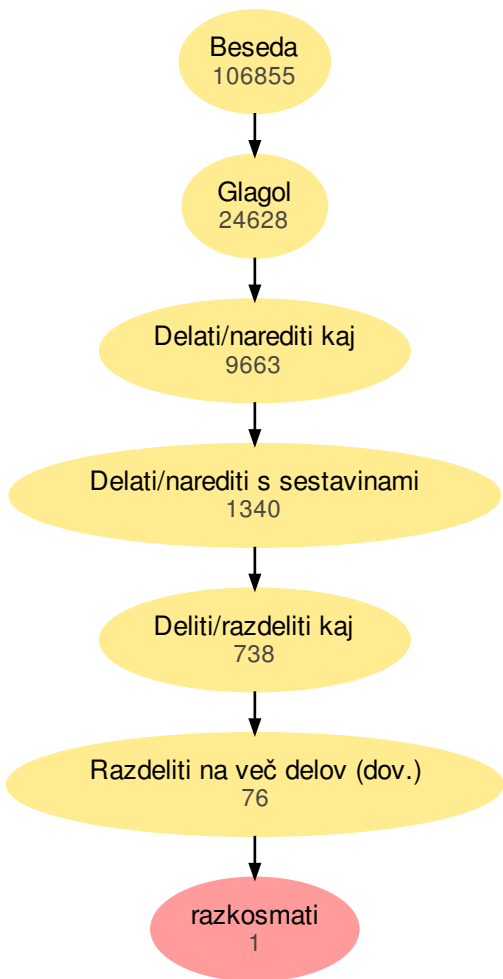 Beseda
106855
Glagol
24628
Delati/narediti kaj
9663
Delati/narediti s sestavinami
1340
Deliti/razdeliti kaj
738
Razdeliti na več delov (dov.)
76
razkosmati
1